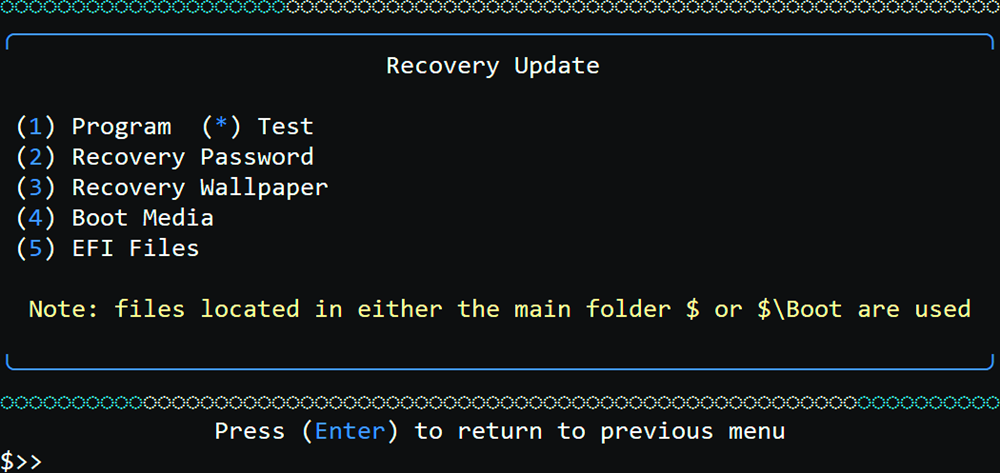 Recovery Update
(1) Program  (*) Test
(2) Recovery Password
(3) Recovery Wallpaper
(4) Boot Media
(5) EFI Files
Note: files located in either the main folder $ or $\Boot are used
Press (Enter) to return to previous menu
$>>